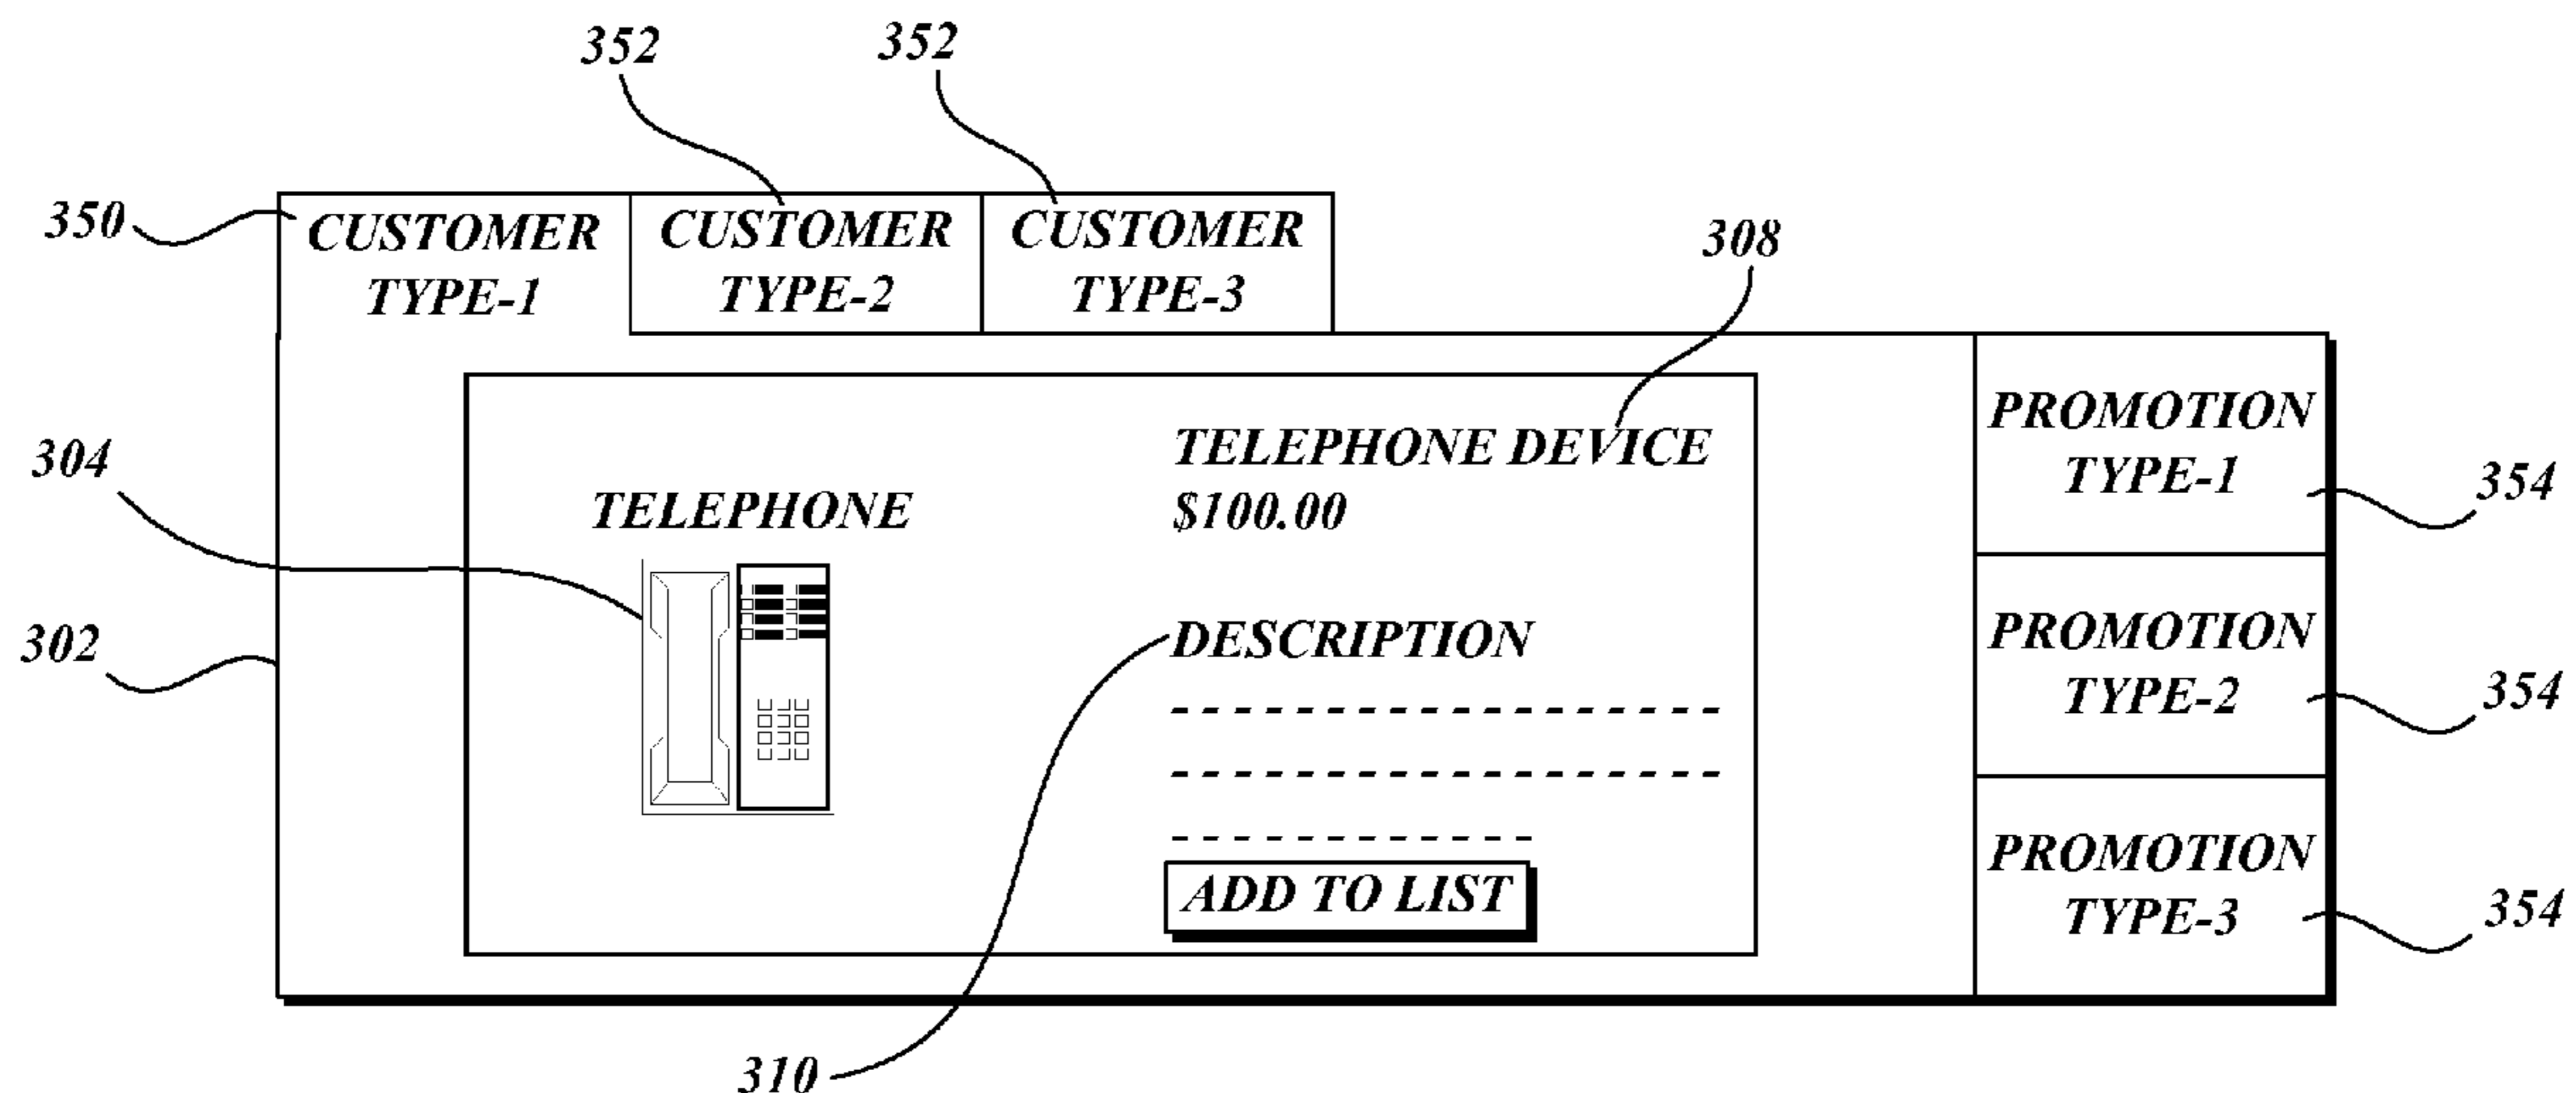 352
352
350
CUSTOMER
TYPE-1
CUSTOMER
TYPE-2
CUSTOMER
TYPE-3
308
304
302
TELEPHONE
TELEPHONE DEVICE
$100.00
DESCRIPTION
ADD TO LIST
310
PROMOTION
TYPE-1
354
PROMOTION
TYPE-2
354
PROMOTION
TYPE-3
354